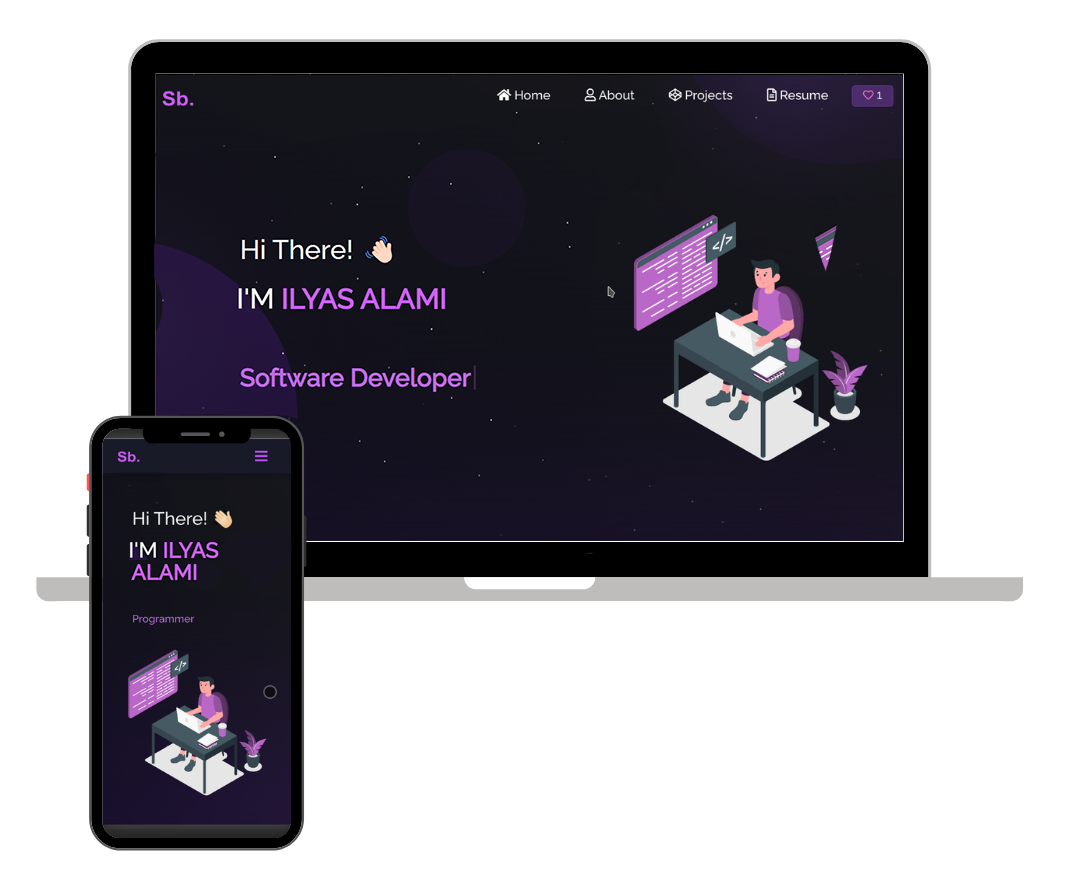 Sb.
Home About Projects Resume 1
Hi There!
I'M ILYAS ALAMI
Software Developer
</>
Sb.
Hi There!
I'M ILYAS
ALAMI
Programmer
</>